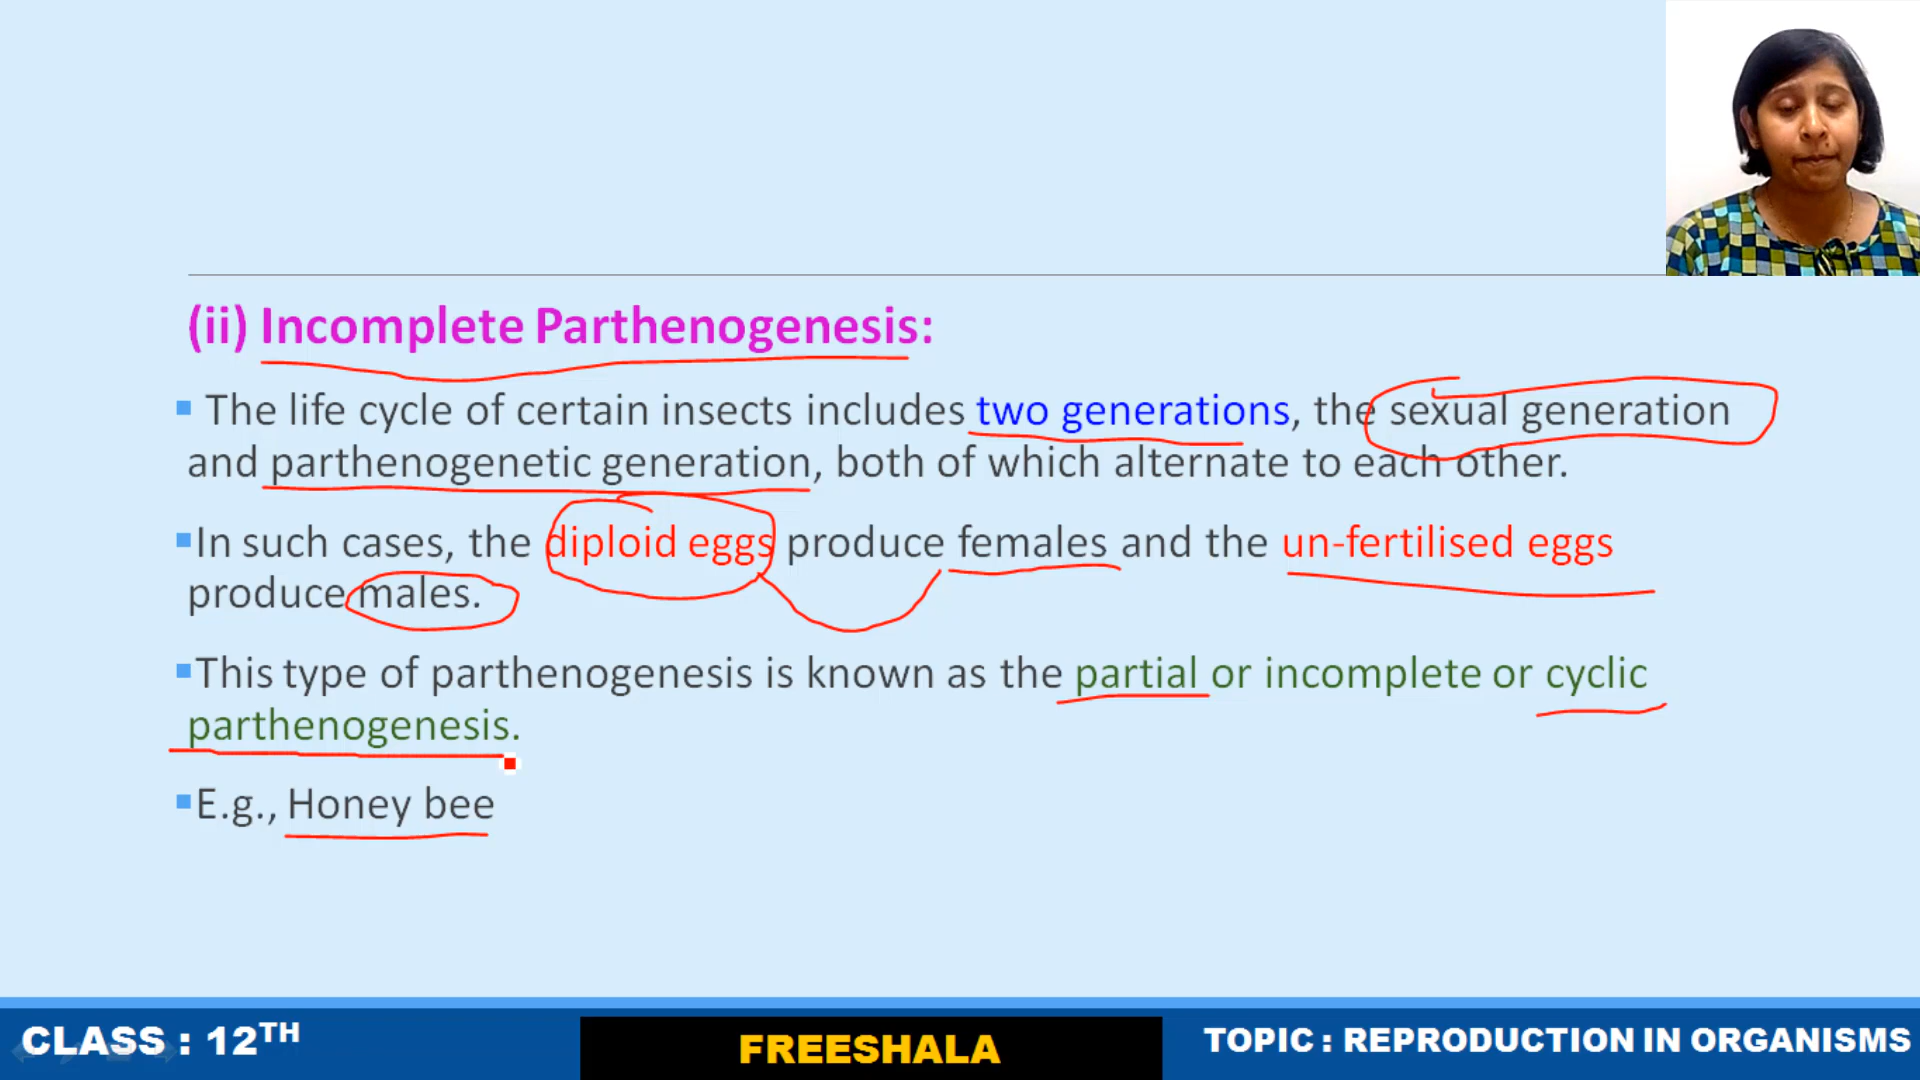 (ii) Incomplete Parthenogenesis:
▪ The life cycle of certain insects includes two generations, the sexual generation
and parthenogenetic generation, both of which alternate to each other.
▪In such cases, the diploid eggs produce females and the un-fertilised eggs
produce males.
▪This type of parthenogenesis is known as the partial or incomplete or cyclic
parthenogenesis.
▪E.g., Honey bee
CLASS : 12TH
FREESHALA
TOPIC : REPRODUCTION IN ORGANISMS